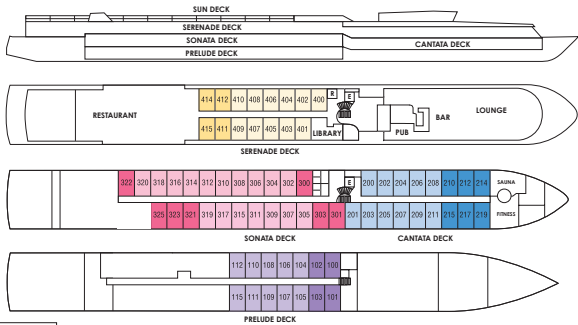 SUN DECK
SERENADE DECK
SONATA DECK
CANTATA DECK
PRELUDE DECK
414 412 410 408 406 404 402 400 R E
RESTAURANT LOUNGE
BAR
415 411 409 407 405 403 401 LIBRARY PUB
SERENADE DECK
322 320 318 316 314 312 310 308 306 304 302 300 E 200 202 204 206 208 210 212 214 SAUNA
325 323 321 319 317 315 311 309 307 305 303 301 201 203 205 207 209 211 215 217 219 FITNESS
SONATA DECK CANTATA DECK
112 110 108 106 104 102 100
115 111 109 107 105 103 101
PRELUDE DECK